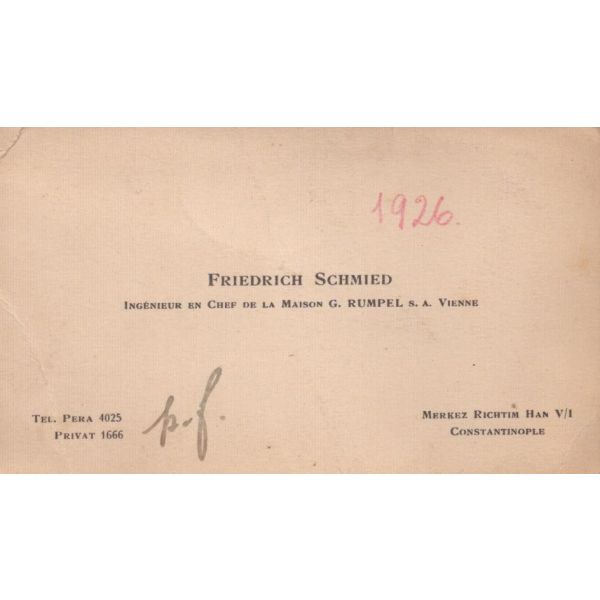 1926.
FRIEDRICH SCHMIED
INGÉNIEUR EN CHEF DE LA MAISON G. RUMPEL S. A. VIENNE
TEL. PERA 4025
PRIVAT 1666
p.f.
MERKEZ RICHTIM HAN V/1
CONSTANTINOPLE